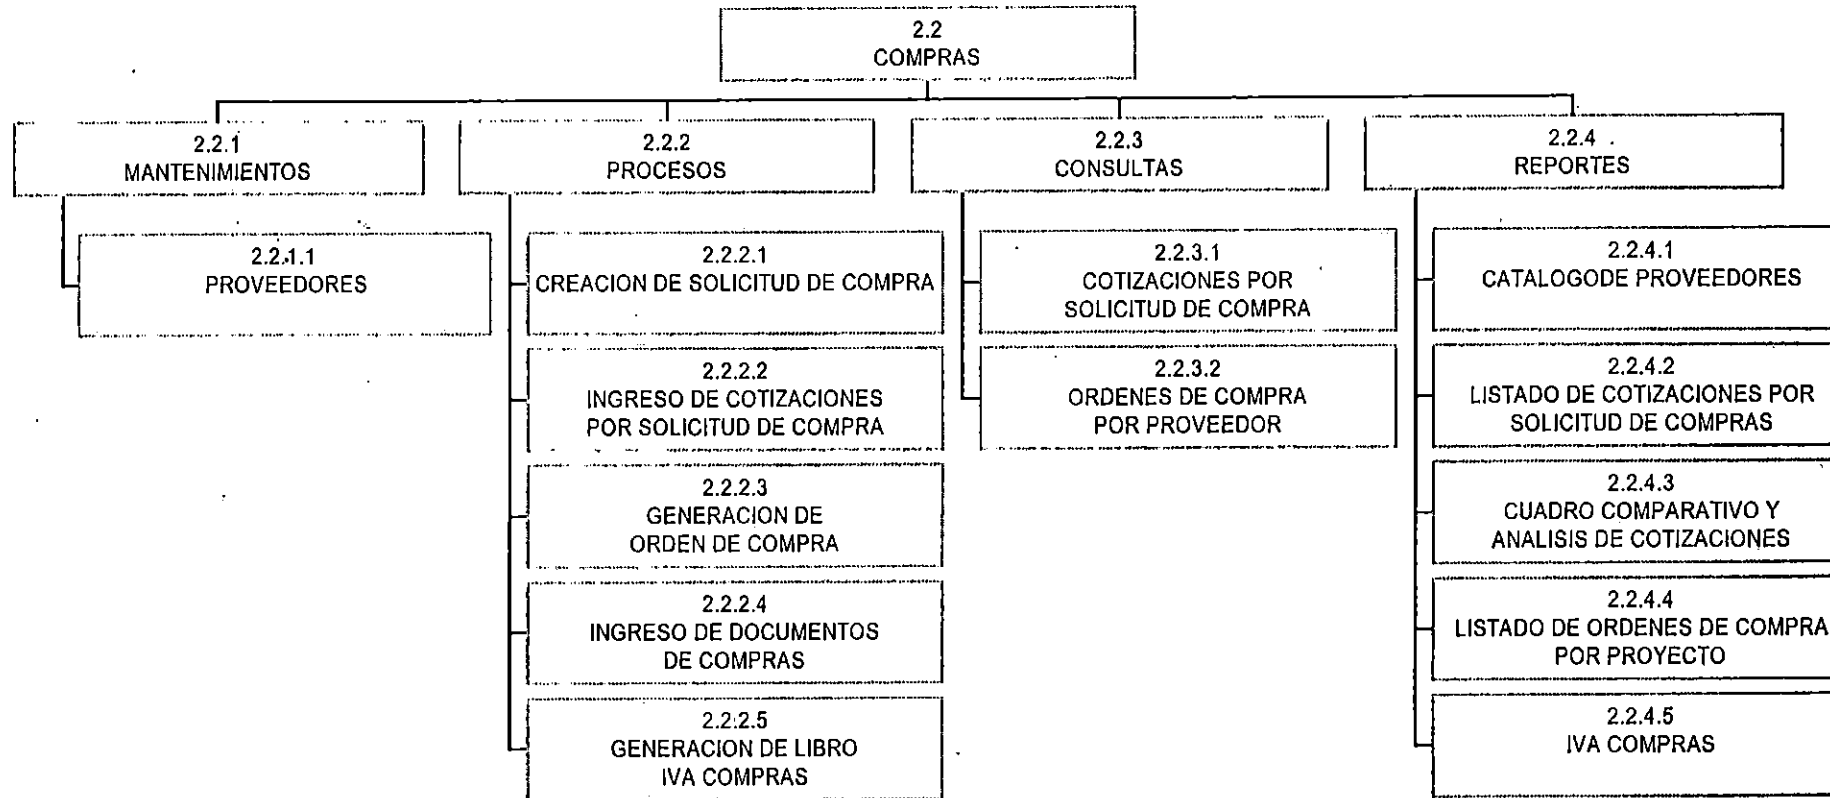 2.2
COMPRAS
2.2.1
MANTENIMIENTOS
2.2.1.1
PROVEEDORES
2.2.2
PROCESOS
2.2.2.1
CREACION DE SOLICITUD DE COMPRA
2.2.2.2
INGRESO DE COTIZACIONES
POR SOLICITUD DE COMPRA
2.2.2.3
GENERACION DE
ORDEN DE COMPRA
2.2.2.4
INGRESO DE DOCUMENTOS
DE COMPRAS
2.2.2.5
GENERACION DE LIBRO
IVA COMPRAS
2.2.3
CONSULTAS
2.2.3.1
COTIZACIONES POR
SOLICITUD DE COMPRA
2.2.3.2
ORDENES DE COMPRA
POR PROVEEDOR
2.2.4
REPORTES
2.2.4.1
CATALOGODE PROVEEDORES
2.2.4.2
LISTADO DE COTIZACIONES POR
SOLICITUD DE COMPRAS
2.2.4.3
CUADRO COMPARATIVO Y
ANALISIS DE COTIZACIONES
2.2.4.4
LISTADO DE ORDENES DE COMPRA
POR PROYECTO
2.2.4.5
IVA COMPRAS